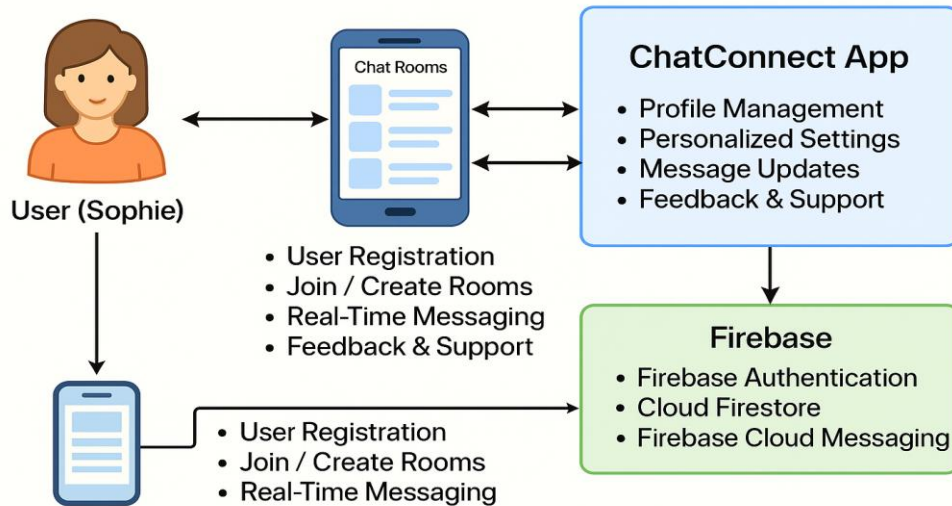 Chat Rooms
User (Sophie)
• User Registration
• Join / Create Rooms
• Real-Time Messaging
• Feedback & Support
ChatConnect App
• Profile Management
• Personalized Settings
• Message Updates
• Feedback & Support
Firebase
• Firebase Authentication
• Cloud Firestore
• Firebase Cloud Messaging
• User Registration
• Join / Create Rooms
• Real-Time Messaging